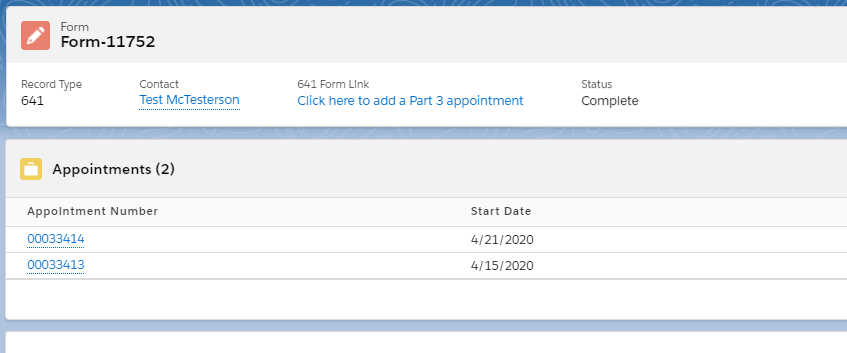 Form
Form-11752
Record Type Contact 641 Form Link Status
641 Test McTesterson Click here to add a Part 3 appointment Complete
Appointments (2)
Appointment Number Start Date
00033414 4/21/2020
00033413 4/15/2020